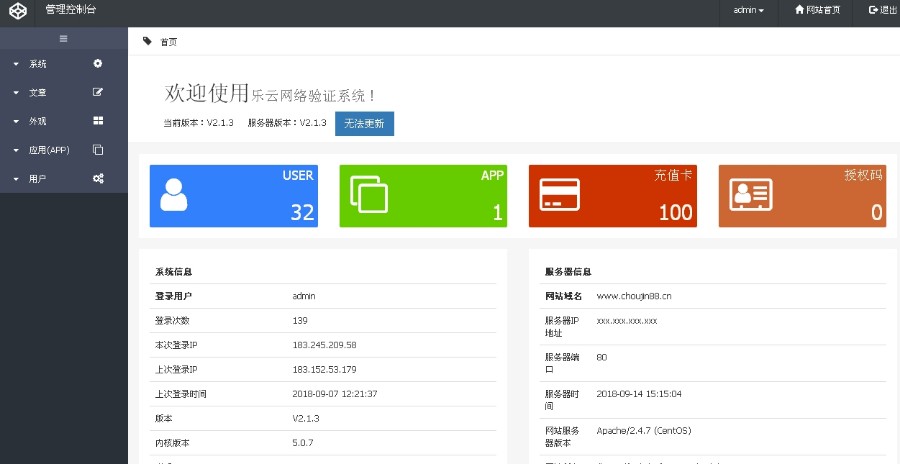 管理控制台
admin
网站首页
退出
首页
系统
文章
外观
应用(APP)
用户
欢迎使用乐云网络验证系统！
当前版本：V2.1.3 服务器版本：V2.1.3 无法更新
USER
32
APP
1
充值卡
100
授权码
0
系统信息
登录用户 admin
登录次数 139
本次登录IP 183.245.209.58
上次登录IP 183.152.53.179
上次登录时间 2018-09-07 12:21:37
版本 V2.1.3
内核版本 5.0.7
服务器信息
网站域名 www.choujin88.cn
服务器IP地址 xxx.xxx.xxx.xxx
服务器端口 80
服务器时间 2018-09-14 15:15:04
网站服务器版本 Apache/2.4.7 (CentOS)